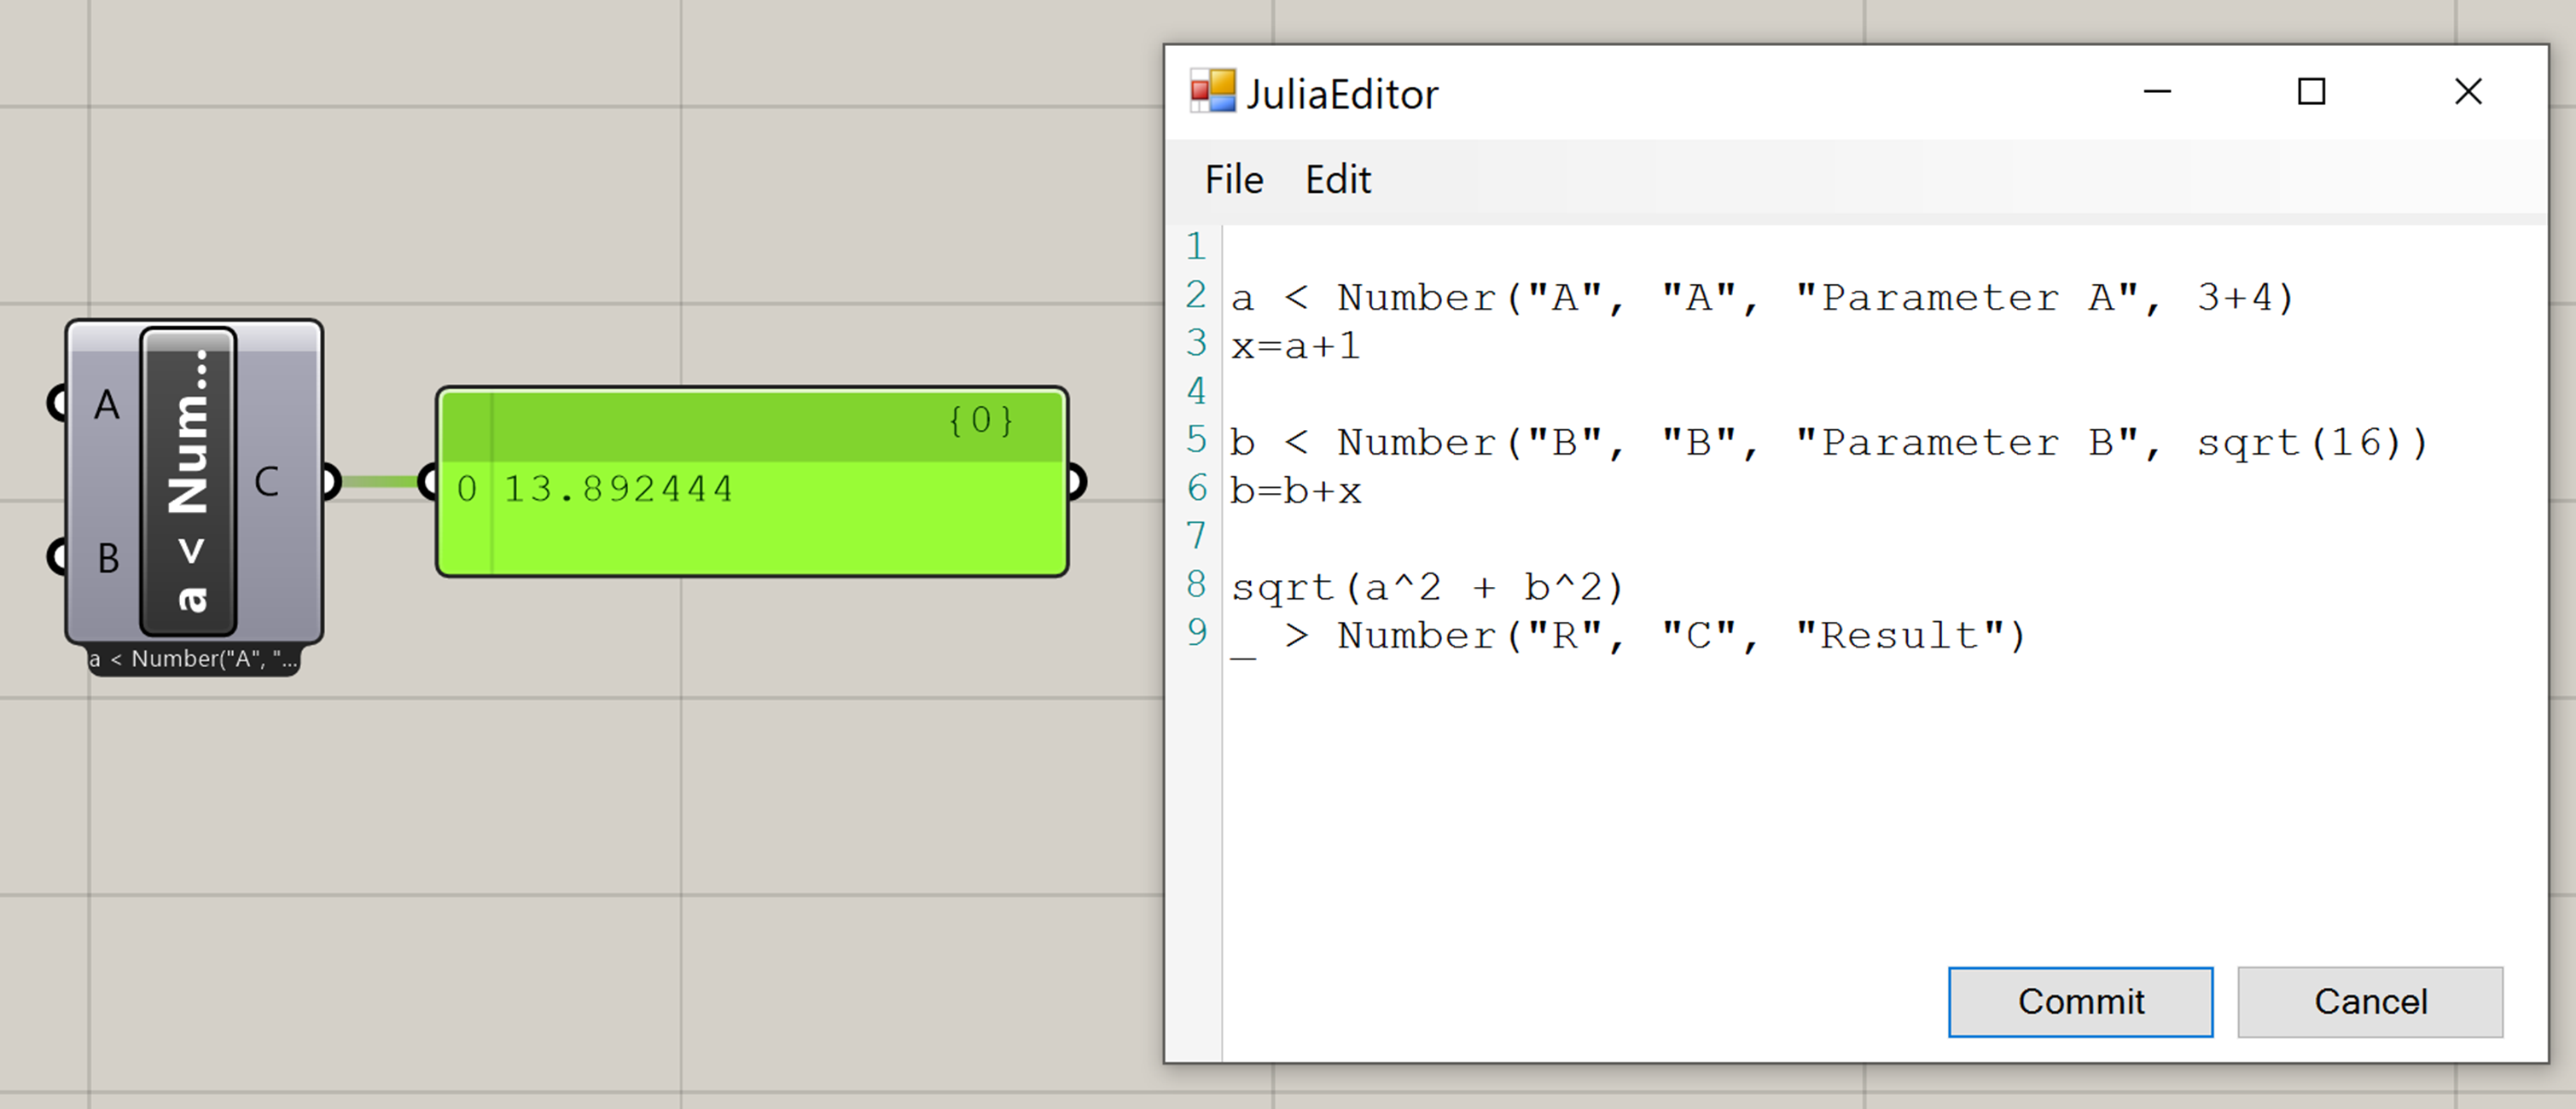 A
B
a < Num...
C
a < Number("A", "...
{0}
0 13.892444
JuliaEditor
File Edit
1
2 a < Number("A", "A", "Parameter A", 3+4)
3 x=a+1
4
5 b < Number("B", "B", "Parameter B", sqrt(16))
6 b=b+x
7
8 sqrt(a^2 + b^2)
9 _ > Number("R", "C", "Result")
Commit Cancel